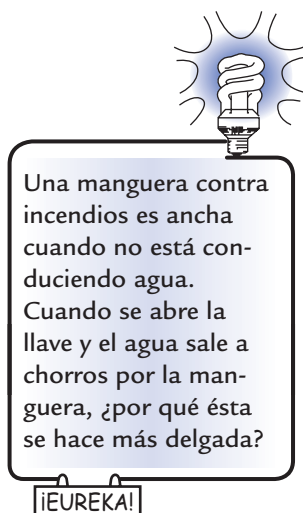 Una manguera contra
incendios es ancha
cuando no está con-
duciendo agua.
Cuando se abre la
llave y el agua sale a
chorros por la man-
guera, ¿por qué ésta
se hace más delgada?
¡EUREKA!